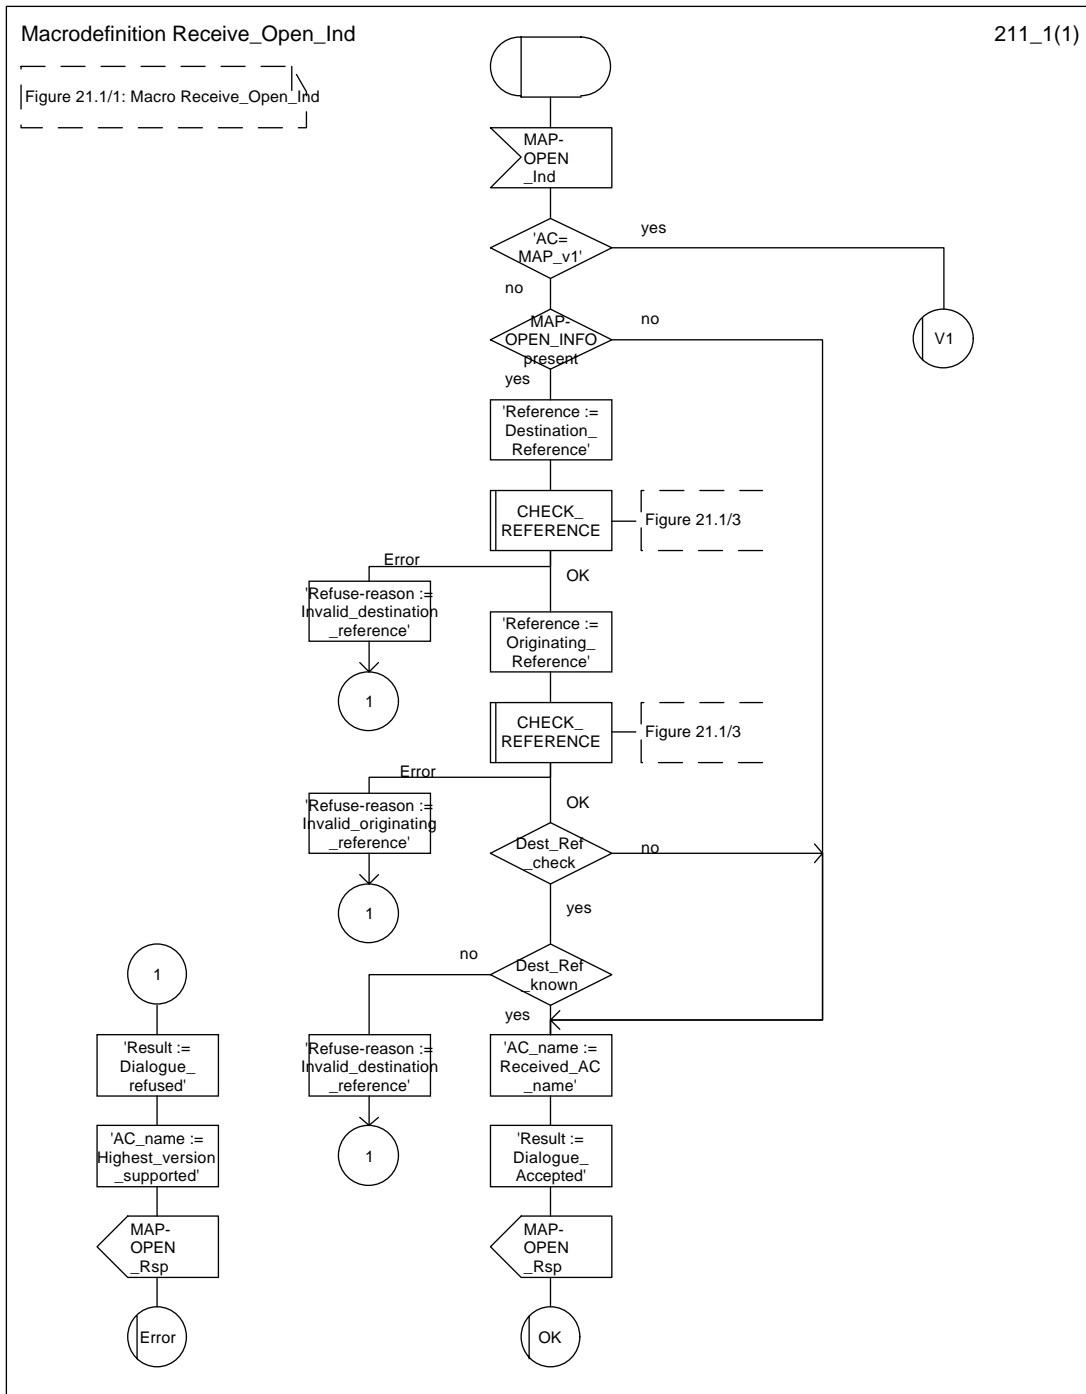 Macrodefinition Receive_Open_Ind
211_1(1)
Figure 21.1/1: Macro Receive_Open_Ind
MAP-
OPEN
_Ind
'AC=
MAP_v1'
yes
no
V1
MAP-
OPEN_INFO
present
no
yes
'Reference :=
Destination_
Reference'
CHECK_
REFERENCE
Figure 21.1/3
Error
OK
'Refuse-reason :=
Invalid_destination
_reference'
1
'Reference :=
Originating_
Reference'
CHECK_
REFERENCE
Figure 21.1/3
Error
OK
'Refuse-reason :=
Invalid_originating
_reference'
1
Dest_Ref
_check
no
yes
Dest_Ref
_known
no
yes
1
'Result :=
Dialogue_
refused'
'Refuse-reason :=
Invalid_destination
_reference'
'AC_name :=
Received_AC
_name'
'AC_name :=
Highest_version
_supported'
1
'Result :=
Dialogue_
Accepted'
MAP-
OPEN
_Rsp
MAP-
OPEN
_Rsp
Error
OK